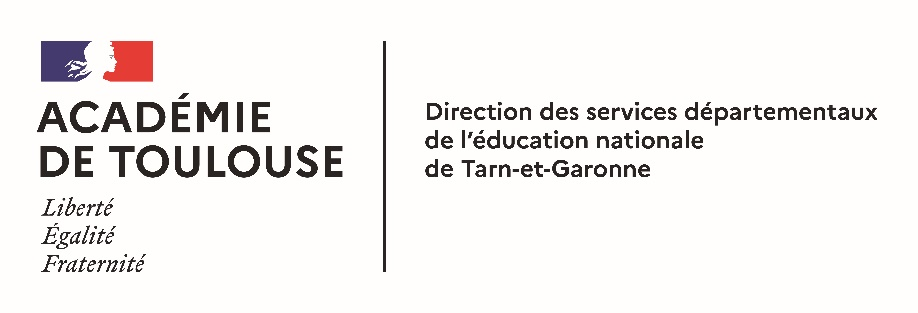 ACADÉMIE
DE TOULOUSE
Liberté
Égalité
Fraternité
Direction des services départementaux
de l'éducation nationale
de Tarn-et-Garonne